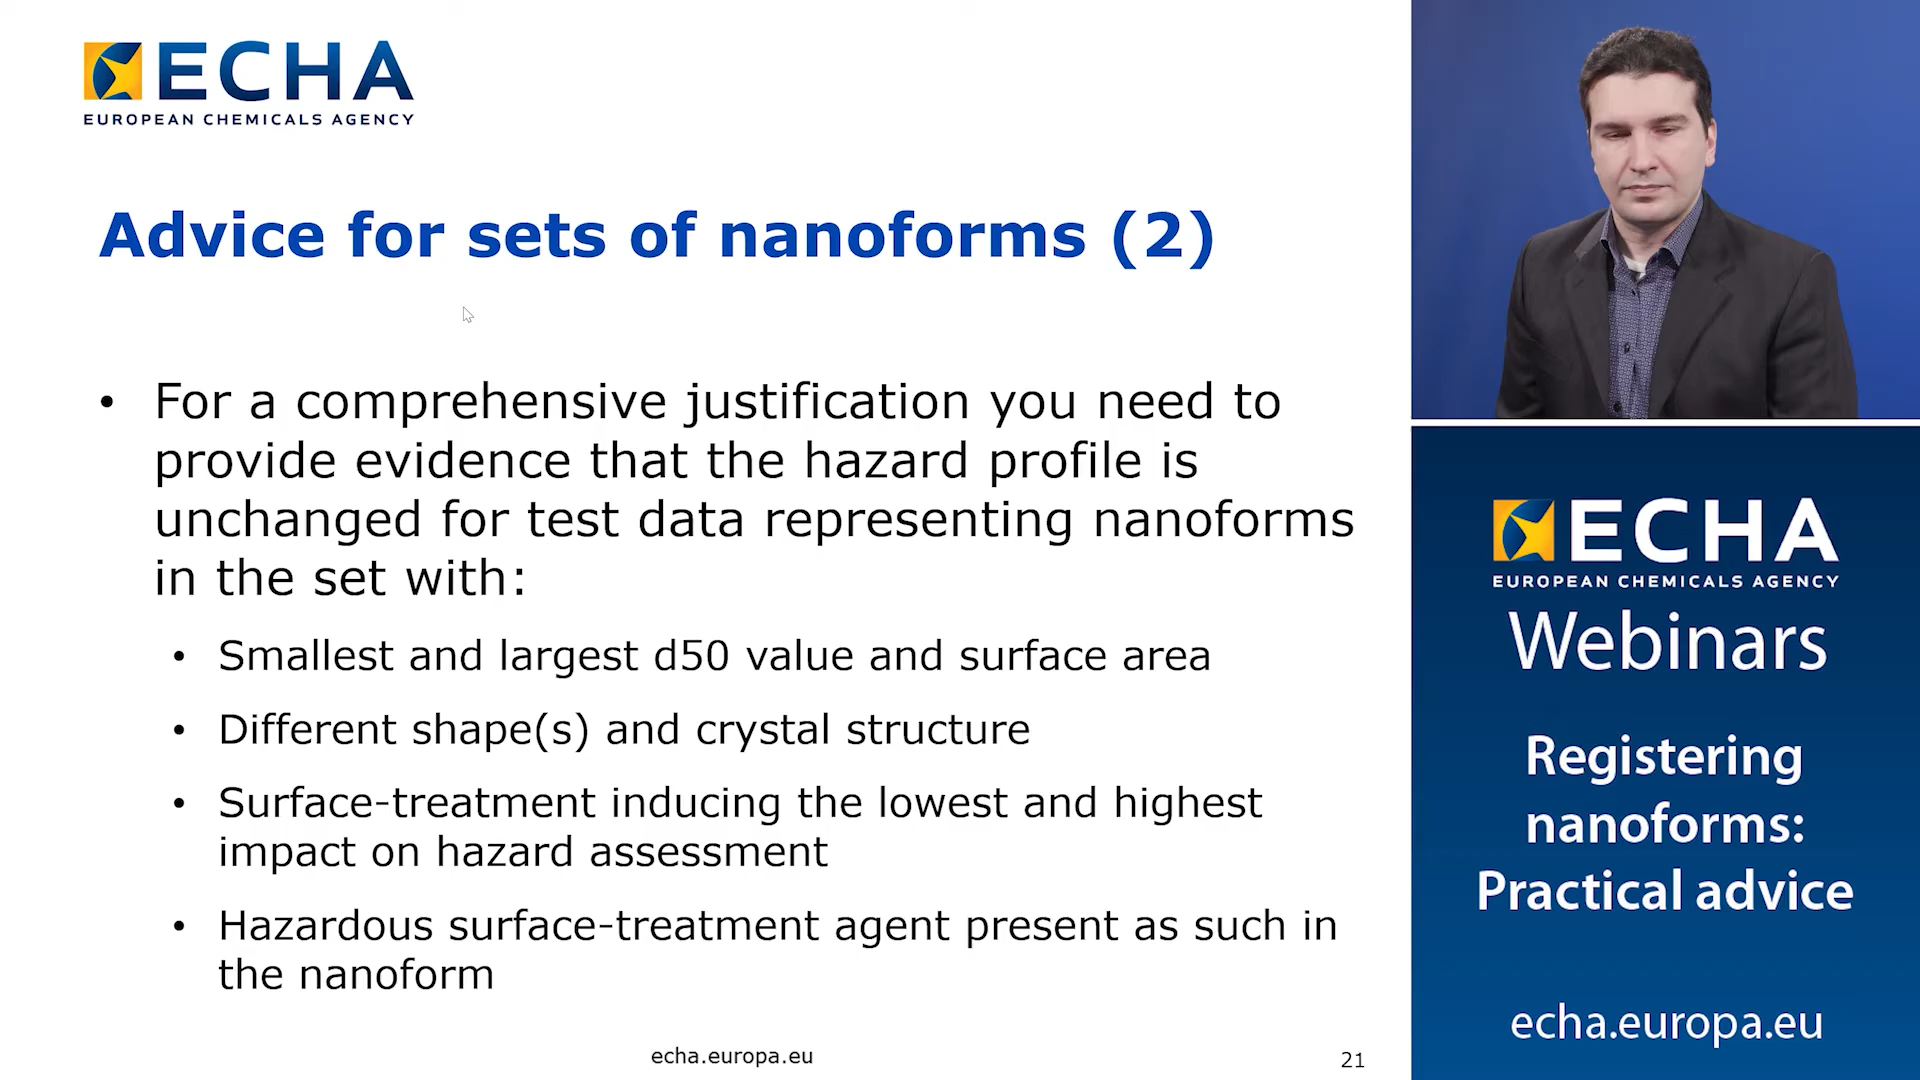 ECHA
EUROPEAN CHEMICALS AGENCY
Advice for sets of nanoforms (2)
• For a comprehensive justification you need to
provide evidence that the hazard profile is
unchanged for test data representing nanoforms
in the set with:
• Smallest and largest d50 value and surface area
• Different shape(s) and crystal structure
• Surface-treatment inducing the lowest and highest
impact on hazard assessment
• Hazardous surface-treatment agent present as such in
the nanoform
echa.europa.eu
21
ECHA
EUROPEAN CHEMICALS AGENCY
Webinars
Registering
nanoforms:
Practical advice
echa.europa.eu